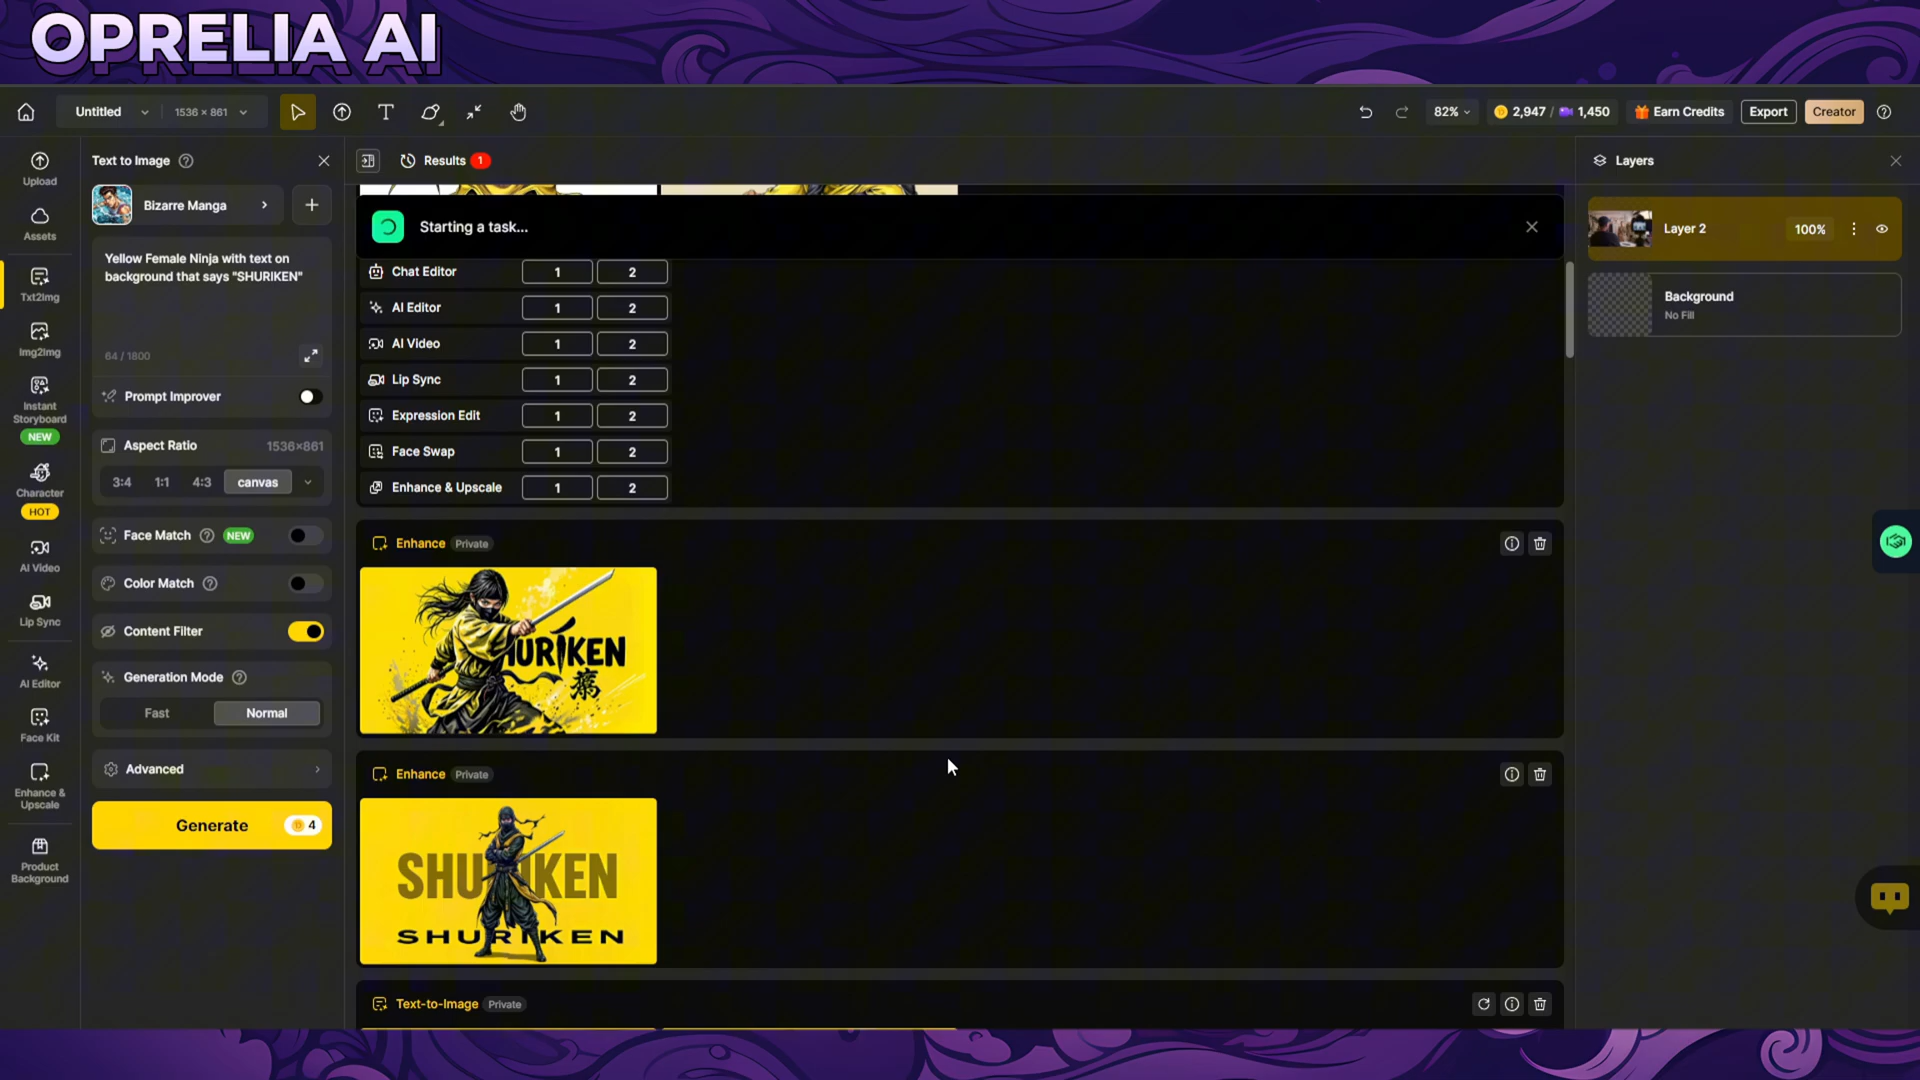 OPRELIA AI
Untitled
1536 × 861
82%
2,947 / 1,450
Earn Credits
Export
Creator
Upload
Assets
Txt2Img
Img2Img
Instant
Storyboard
NEW
Character
HOT
AI Video
Lip Sync
AI Editor
Face Kit
Enhance &
Upscale
Product
Background
Text to Image
Bizarre Manga
Yellow Female Ninja with text on
background that says "SHURIKEN"
64 / 1800
Prompt Improver
Aspect Ratio
1536×861
3:4
1:1
4:3
canvas
Face Match
NEW
Color Match
Content Filter
Generation Mode
Fast
Normal
Advanced
Generate
4
Results
1
Starting a task...
Chat Editor 1 2
AI Editor 1 2
AI Video 1 2
Lip Sync 1 2
Expression Edit 1 2
Face Swap 1 2
Enhance & Upscale 1 2
Enhance Private
URIKEN
Enhance Private
SHURIKEN
SHURIKEN
Text-to-Image Private
Layers
Layer 2
100%
Background
No Fill